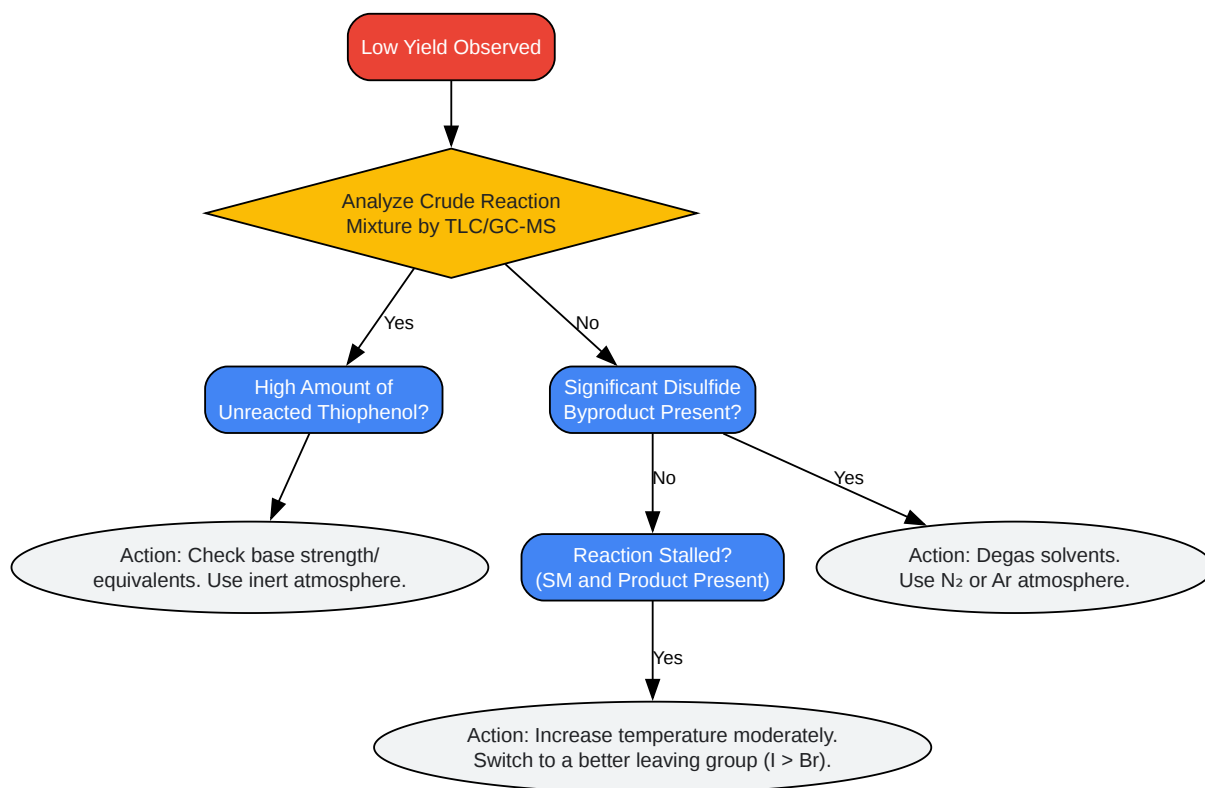 Low Yield Observed
Analyze Crude Reaction
Mixture by TLC/GC-MS
Yes
No
High Amount of
Unreacted Thiophenol?
Significant Disulfide
Byproduct Present?
No
Yes
Action: Check base strength/
equivalents. Use inert atmosphere.
Reaction Stalled?
(SM and Product Present)
Action: Degas solvents.
Use N₂ or Ar atmosphere.
Yes
Action: Increase temperature moderately.
Switch to a better leaving group (I > Br).